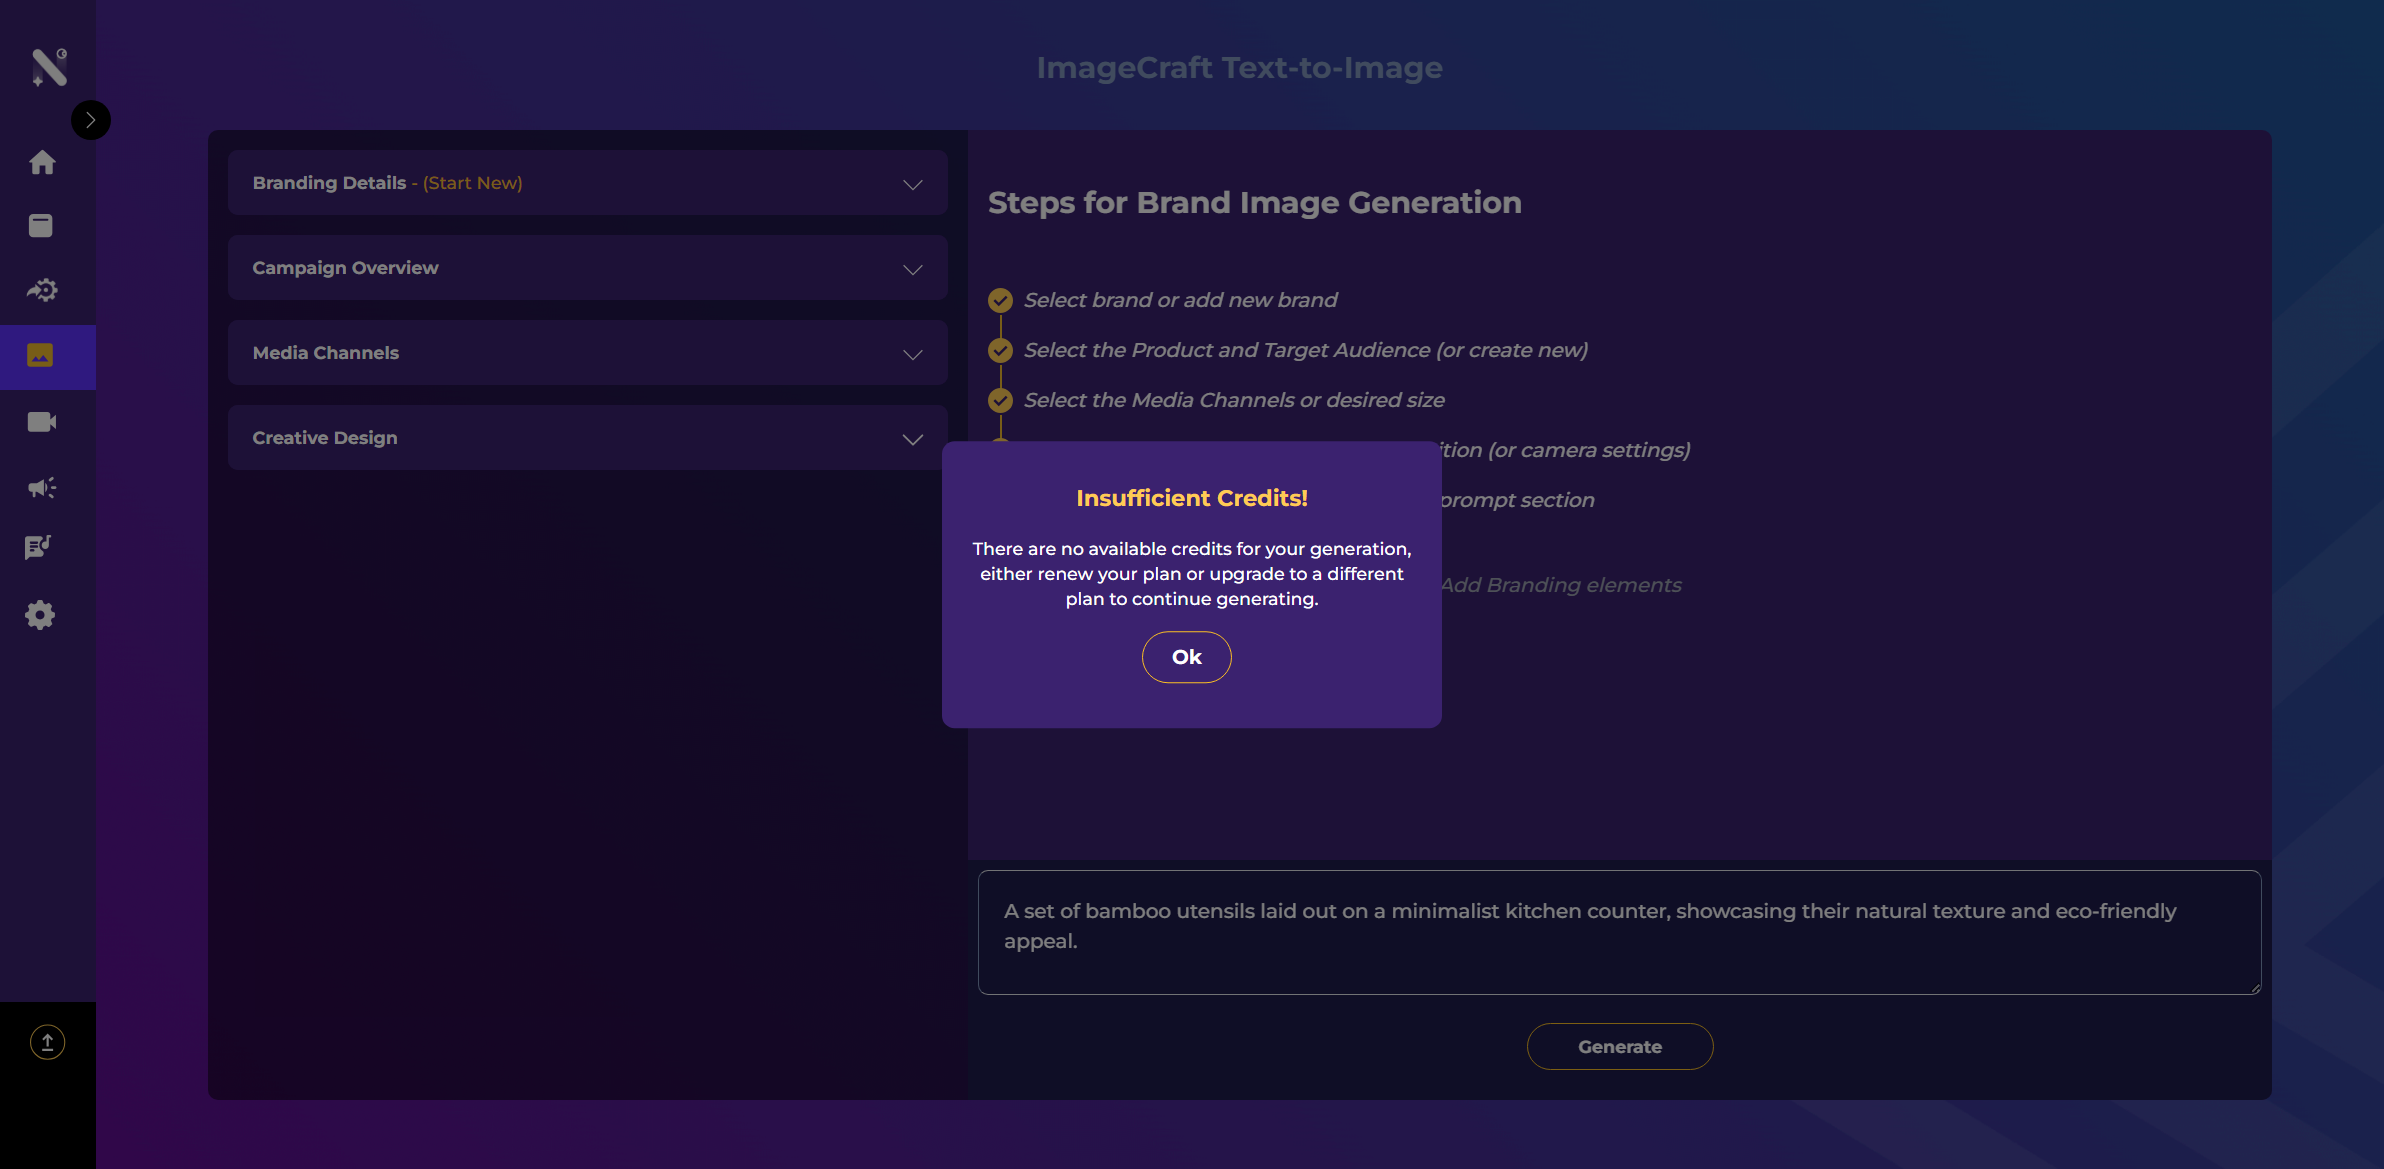 ImageCraft Text-to-Image
Branding Details - (Start New)
Campaign Overview
Media Channels
Creative Design
Steps for Brand Image Generation
Select brand or add new brand
Select the Product and Target Audience (or create new)
Select the Media Channels or desired size
(or camera settings)
prompt section
Add Branding elements
Insufficient Credits!
There are no available credits for your generation,
either renew your plan or upgrade to a different
plan to continue generating.
Ok
A set of bamboo utensils laid out on a minimalist kitchen counter, showcasing their natural texture and eco-friendly
appeal.
Generate